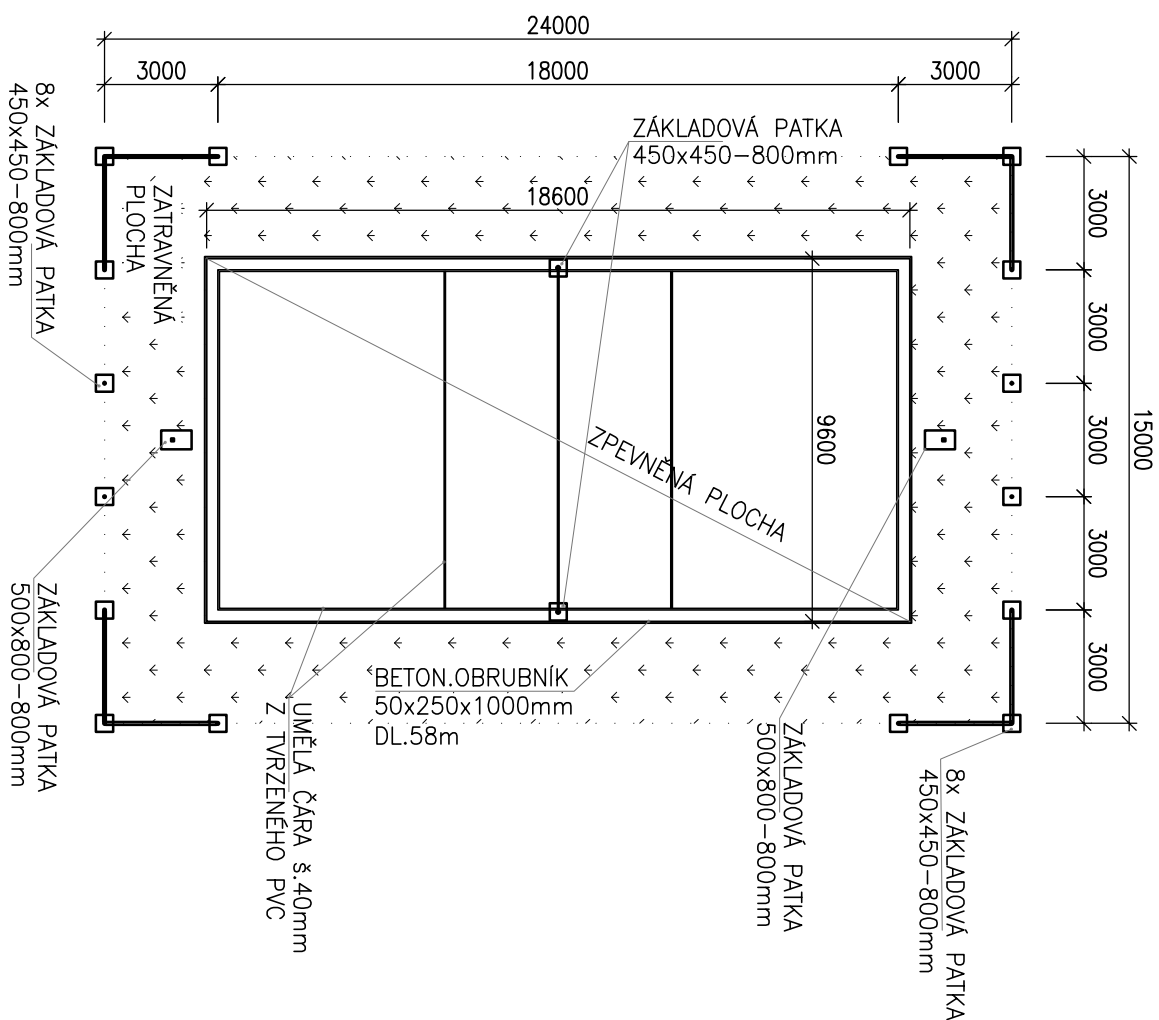 24000
3000
18000
3000
ZÁKLADOVÁ PATKA
450x450-800mm
18600
ZATRAVNĚNÁ
PLOCHA
8x ZÁKLADOVÁ PATKA
450x450-800mm
3000
3000
3000
3000
3000
15000
9600
ZPEVNĚNÁ PLOCHA
ZÁKLADOVÁ PATKA
500x800-800mm
BETON.OBRUBNÍK
50x250x1000mm
DL.58m
UMĚLÁ ČÁRA š.40mm
Z TVRZENÉHO PVC
ZÁKLADOVÁ PATKA
500x800-800mm
8x ZÁKLADOVÁ PATKA
450x450-800mm